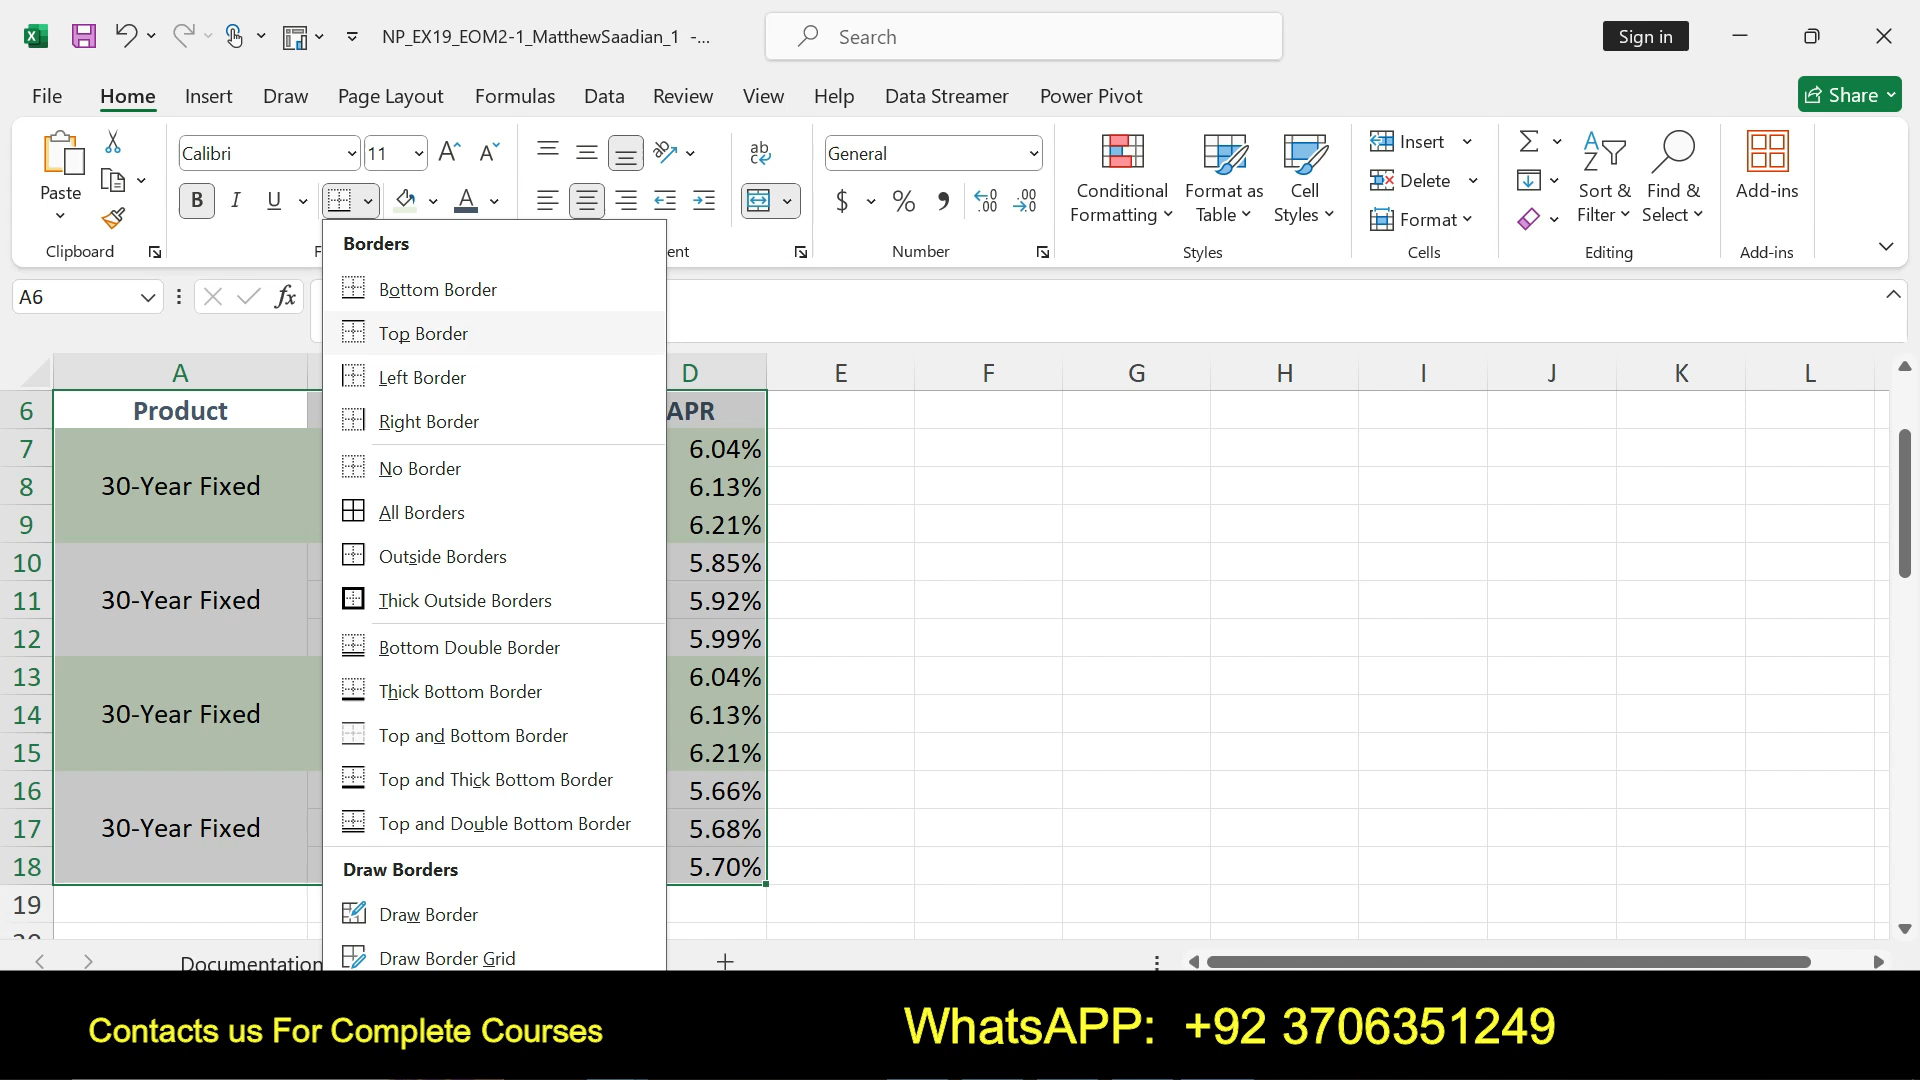 NP_EX19_EOM2-1_MatthewSaadian_1 -...
Search
Sign in
File Home Insert Draw Page Layout Formulas Data Review View Help Data Streamer Power Pivot
Share
Paste
Clipboard
Calibri
11
B I U
General
$ % 9
Number
Conditional
Formatting
Format as
Table
Cell
Styles
Styles
Insert
Delete
Format
Cells
Sort &
Filter
Find &
Select
Editing
Add-ins
Add-ins
A6
fx
Borders
Bottom Border
Top Border
Left Border
Right Border
No Border
All Borders
Outside Borders
Thick Outside Borders
Bottom Double Border
Thick Bottom Border
Top and Bottom Border
Top and Thick Bottom Border
Top and Double Bottom Border
Draw Borders
Draw Border
Draw Border Grid
A D E F G H I J K L
6 Product APR
7 6.04%
8 30-Year Fixed 6.13%
9 6.21%
10 5.85%
11 30-Year Fixed 5.92%
12 5.99%
13 6.04%
14 30-Year Fixed 6.13%
15 6.21%
16 5.66%
17 30-Year Fixed 5.68%
18 5.70%
19
Documentation
Contacts us For Complete Courses
WhatsAPP: +92 3706351249